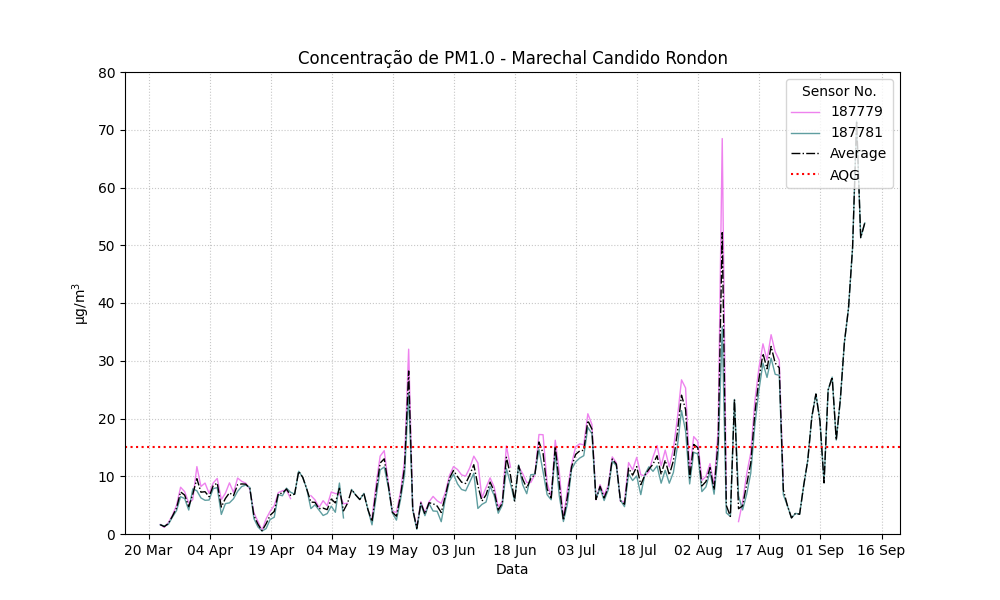 Concentração de PM1.0 - Marechal Candido Rondon
Sensor No.
187779
187781
Average
AQG
80
70
60
50
40
30
20
10
0
µg/m³
20 Mar 04 Apr 19 Apr 04 May 19 May 03 Jun 18 Jun 03 Jul 18 Jul 02 Aug 17 Aug 01 Sep 16 Sep
Data